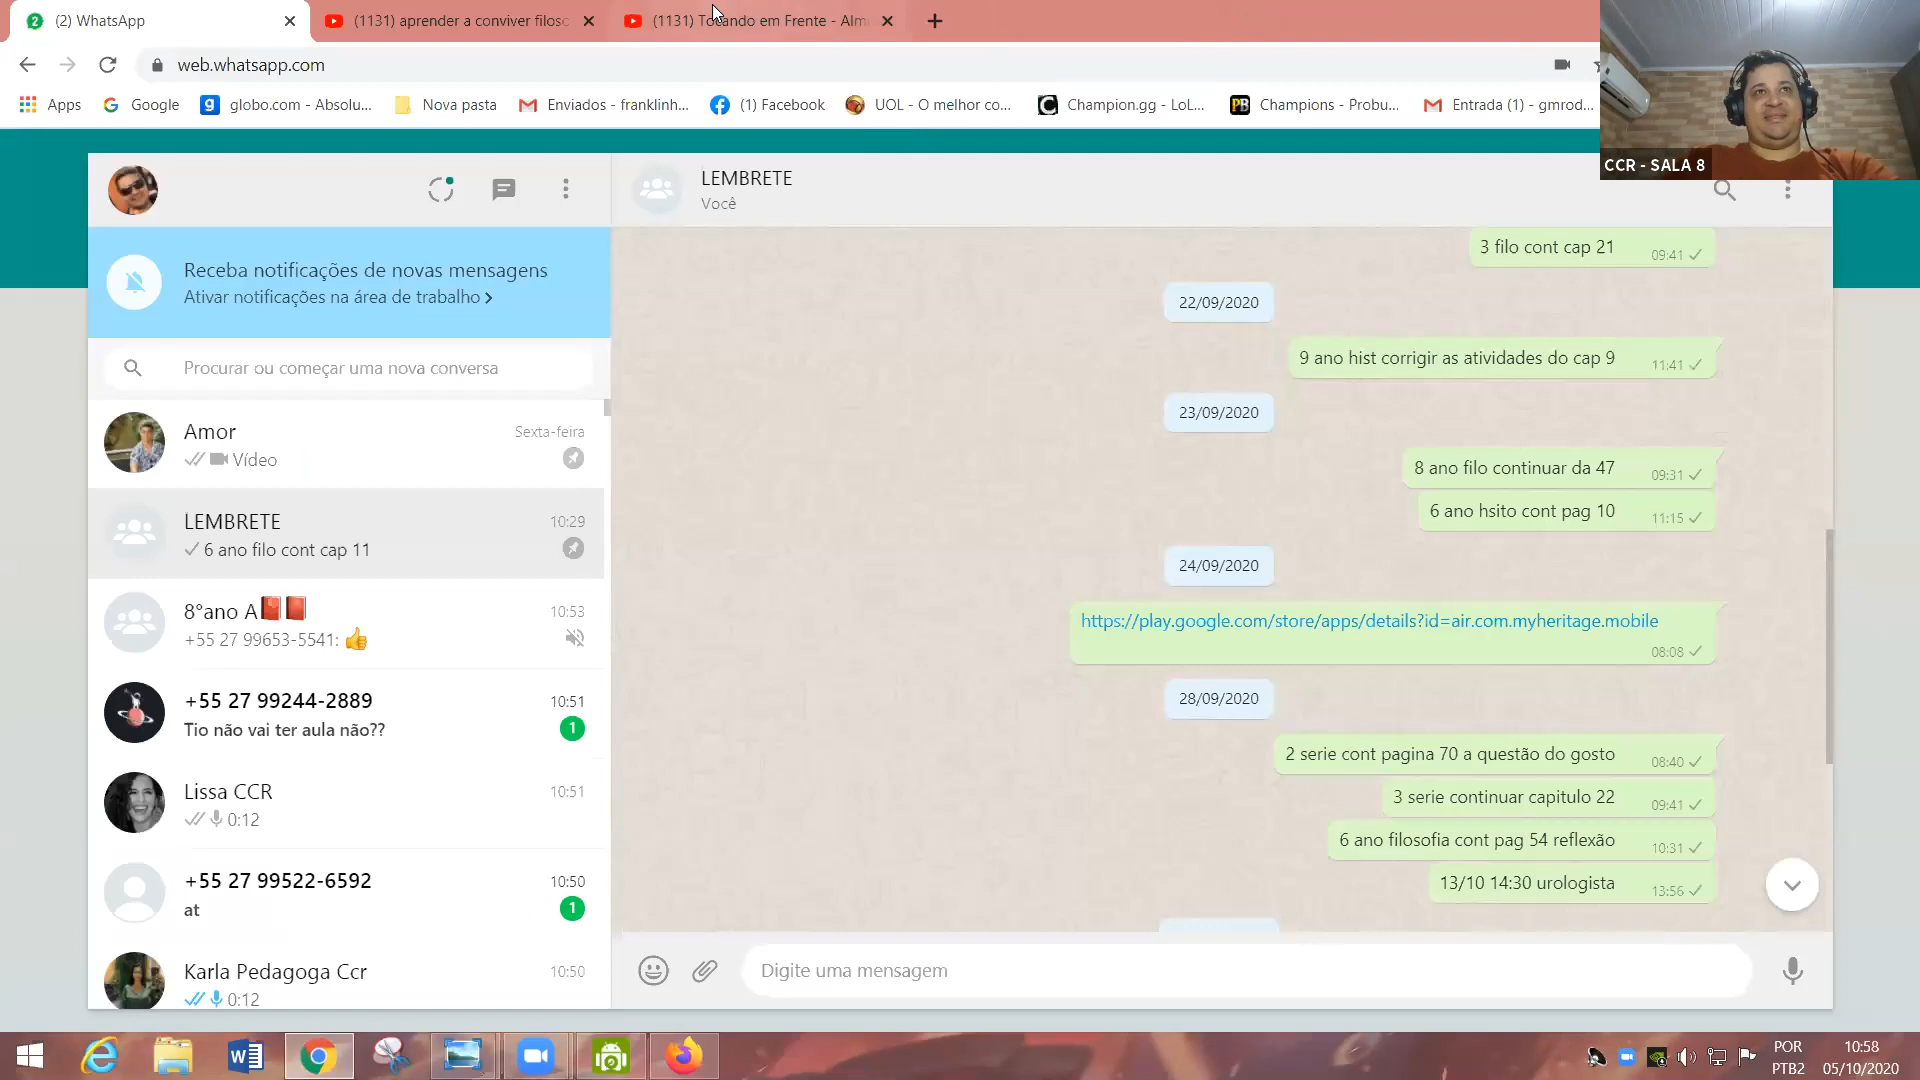 (2) WhatsApp
(1131) aprender a conviver filoso
(1131) Tocando em Frente - Almi
web.whatsapp.com
Apps
Google
globo.com - Absolu...
Nova pasta
Enviados - franklinh...
(1) Facebook
UOL - O melhor co...
Champion.gg - LoL...
Champions - Probu...
Entrada (1) - gmrod...
CCR - SALA 8
LEMBRETE
Você
Receba notificações de novas mensagens
Ativar notificações na área de trabalho
Procurar ou começar uma nova conversa
Amor
Sexta-feira
Vídeo
LEMBRETE
10:29
6 ano filo cont cap 11
8°ano A
10:53
+55 27 99653-5541:
+55 27 99244-2889
10:51
Tio não vai ter aula não??
1
Lissa CCR
10:51
0:12
+55 27 99522-6592
10:50
at
1
Karla Pedagoga Ccr
10:50
0:12
3 filo cont cap 21
09:41
22/09/2020
9 ano hist corrigir as atividades do cap 9
11:41
23/09/2020
8 ano filo continuar da 47
09:31
6 ano hsito cont pag 10
11:15
24/09/2020
https://play.google.com/store/apps/details?id=air.com.myheritage.mobile
08:08
28/09/2020
2 serie cont pagina 70 a questão do gosto
08:40
3 serie continuar capitulo 22
09:41
6 ano filosofia cont pag 54 reflexão
10:31
13/10 14:30 urologista
13:56
Digite uma mensagem
POR
PTB2
10:58
05/10/2020